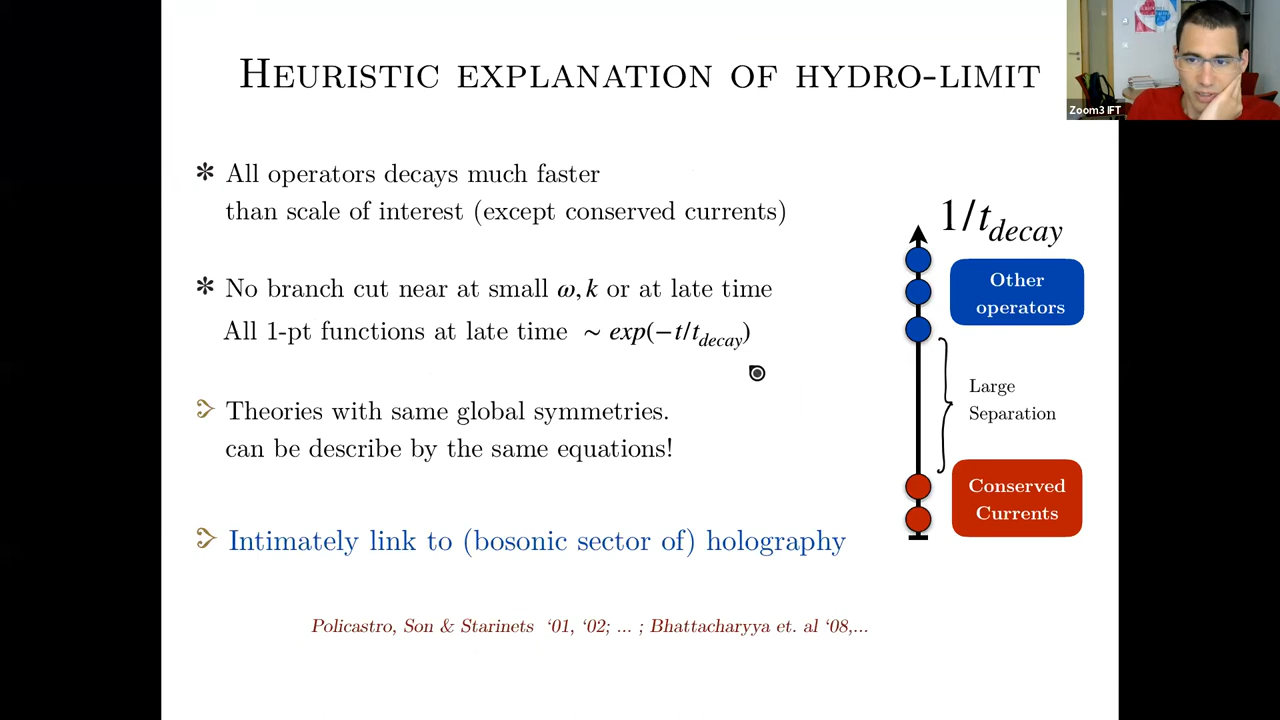 HEURISTIC EXPLANATION OF HYDRO-LIMIT
Zoom3 IFT
* All operators decays much faster
than scale of interest (except conserved currents)
* No branch cut near at small ω, k or at late time
All 1-pt functions at late time ~ exp(−t/t_decay)
Theories with same global symmetries.
can be describe by the same equations!
Intimately link to (bosonic sector of) holography
Policastro, Son & Starinets ‘01, ‘02; ... ; Bhattacharyya et. al ‘08,...
1/t_decay
Other
operators
Large
Separation
Conserved
Currents